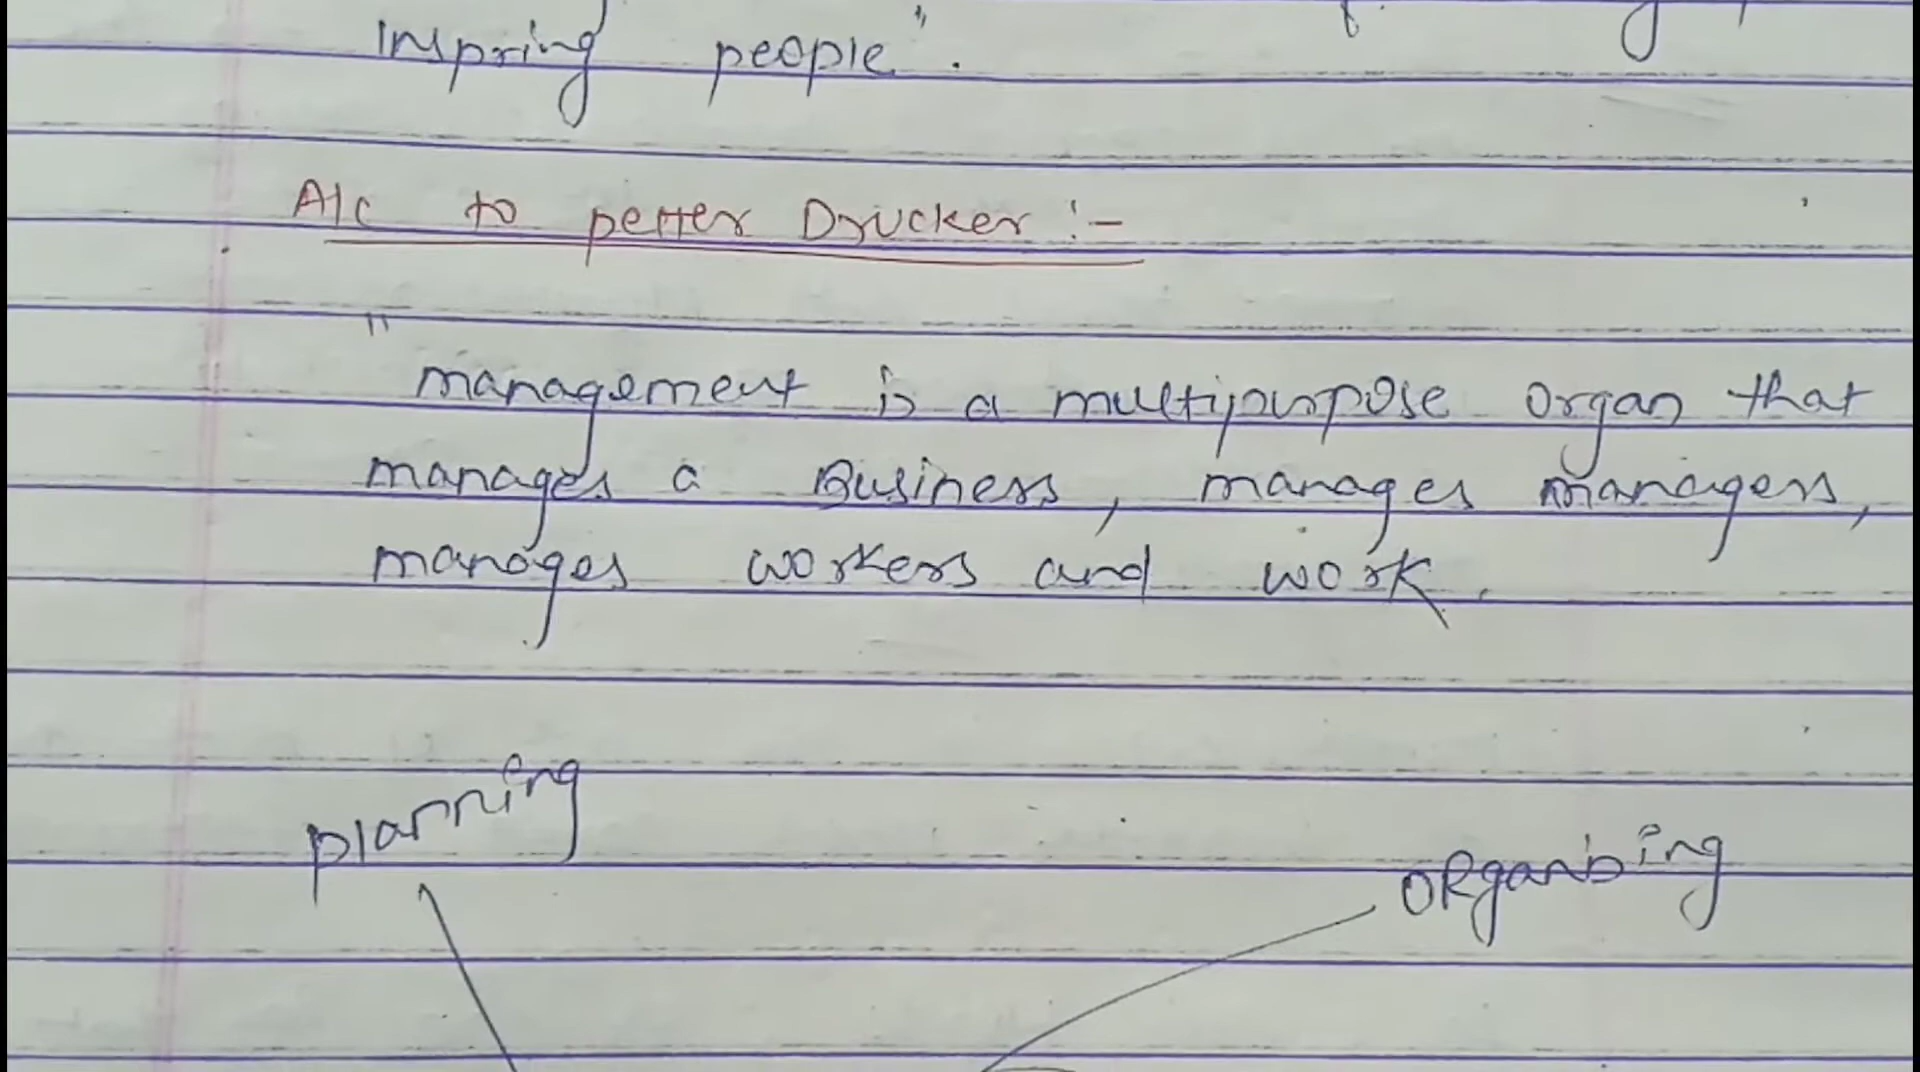 Inspring people".
A/c to petter Drucker :-
" management is a multipurpose organ that
manages a Business, manages managers,
manages workers and work.
planning
ORganising